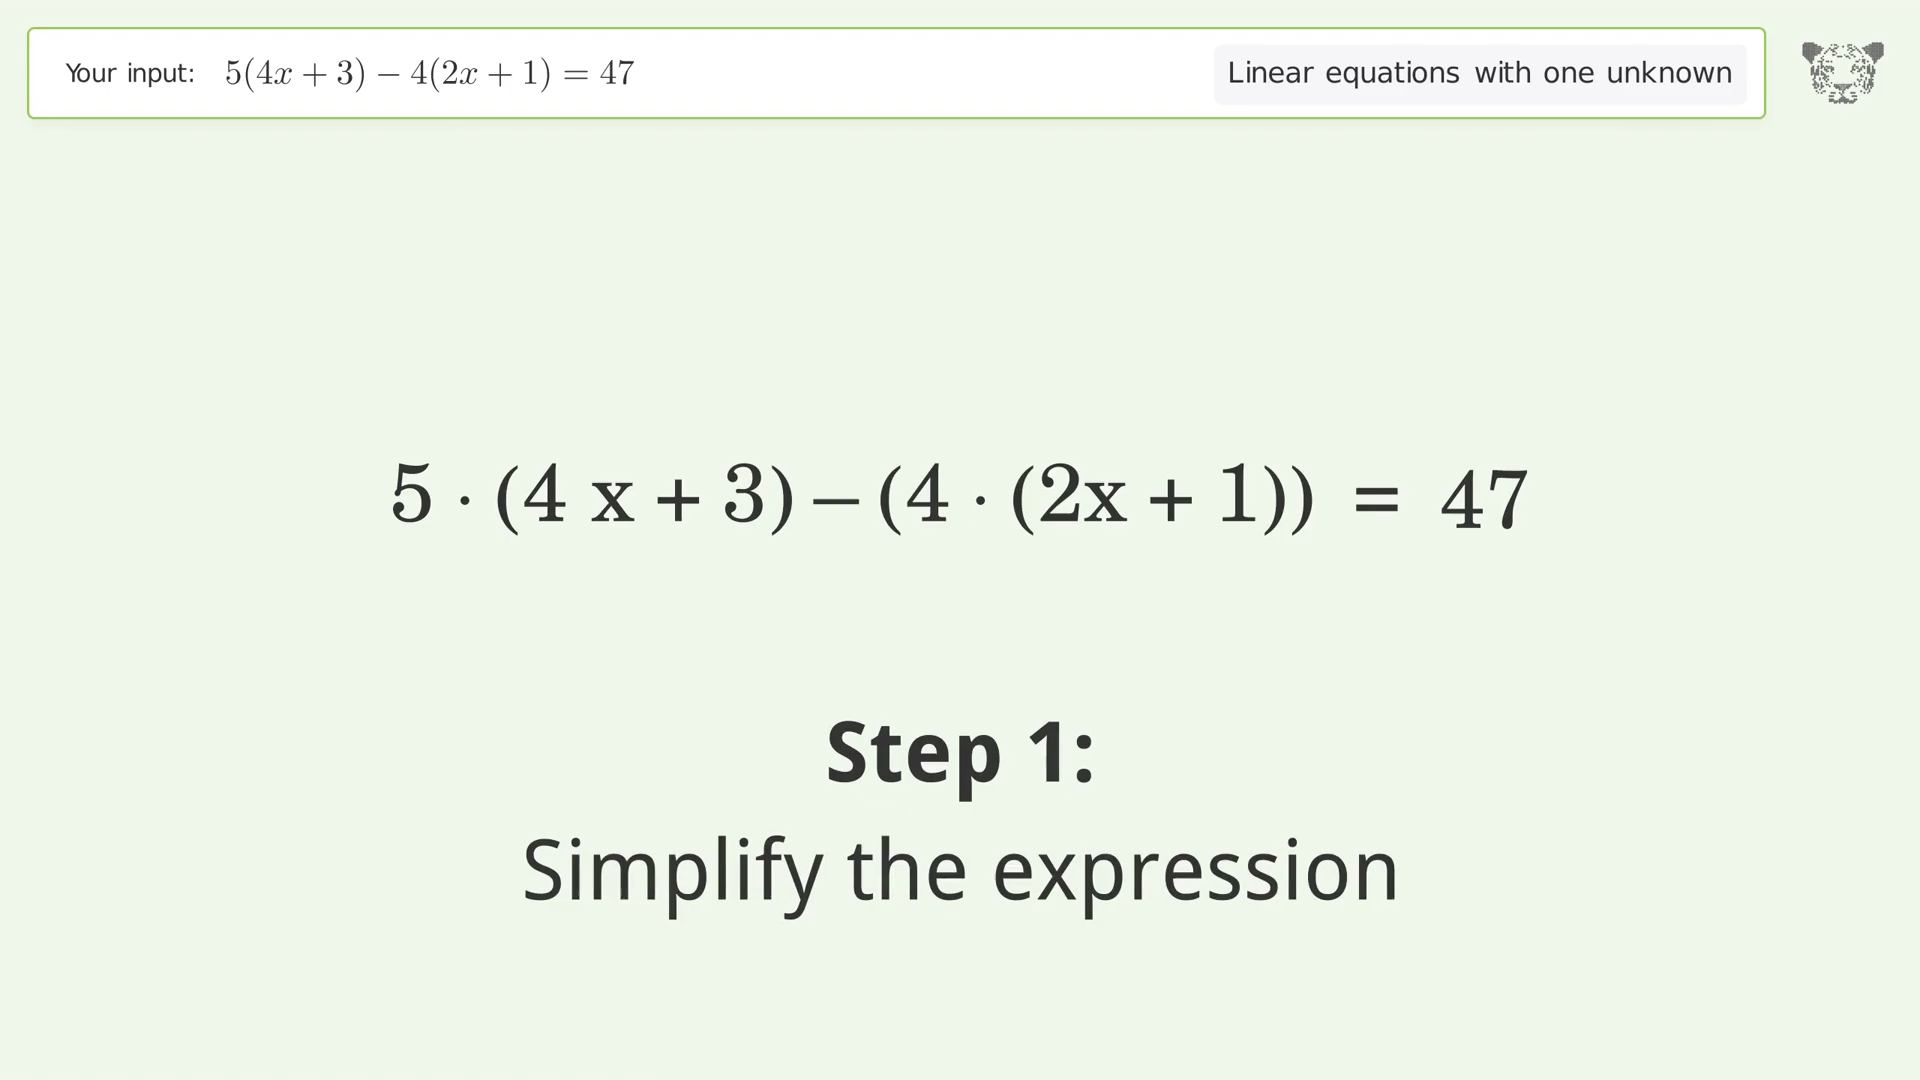 Your input: 5(4x + 3) − 4(2x + 1) = 47
Linear equations with one unknown
5 · (4 x + 3) − (4 · (2x + 1)) = 47
Step 1:
Simplify the expression